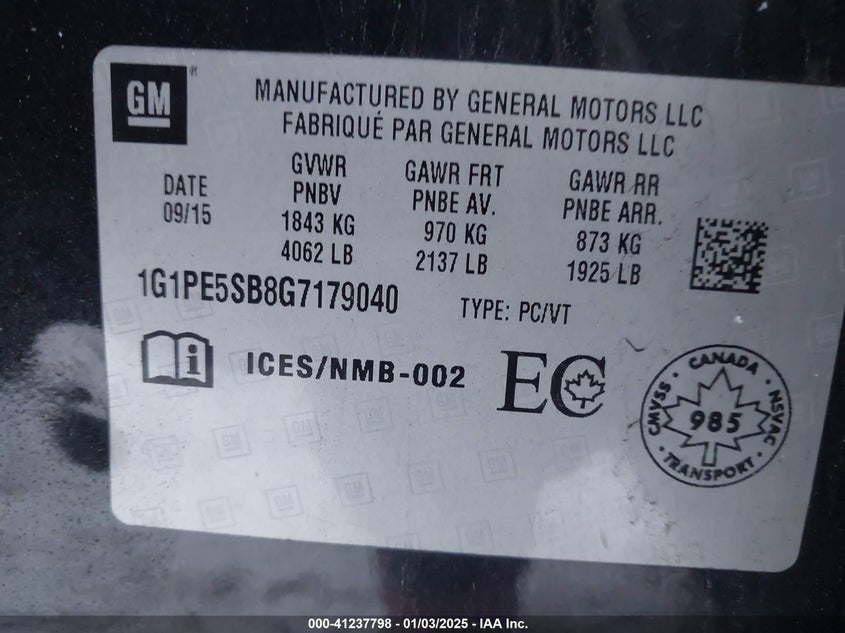 GM
MANUFACTURED BY GENERAL MOTORS LLC
FABRIQUÉ PAR GENERAL MOTORS LLC
DATE
09/15
GVWR
PNBV
1843 KG
4062 LB
GAWR FRT
PNBE AV.
970 KG
2137 LB
GAWR RR
PNBE ARR.
873 KG
1925 LB
1G1PE5SB8G7179040
TYPE: PC/VT
i
ICES/NMB-002
EC
CANADA
CMVSS
985
NSVAC
TRANSPORT
000-41237798 - 01/03/2025 - IAA Inc.